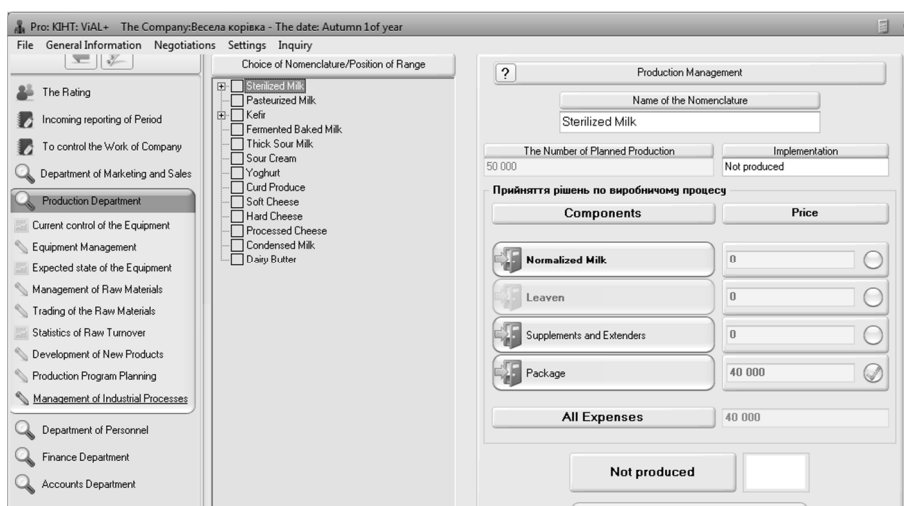 Pro: КІНТ: ViAL+ The Company:Весела корівка - The date: Autumn 1of year
File General Information Negotiations Settings Inquiry
The Rating
Incoming reporting of Period
To control the Work of Company
Department of Marketing and Sales
Production Department
Current control of the Equipment
Equipment Management
Expected state of the Equipment
Management of Raw Materials
Trading of the Raw Materials
Statistics of Raw Turnover
Development of New Products
Production Program Planning
Management of Industrial Processes
Department of Personnel
Finance Department
Accounts Department
Choice of Nomenclature/Position of Range
Sterilized Milk
Pasteurized Milk
Kefir
Fermented Baked Milk
Thick Sour Milk
Sour Cream
Yoghurt
Curd Produce
Soft Cheese
Hard Cheese
Processed Cheese
Condensed Milk
Dairy Butter
? Production Management
Name of the Nomenclature
Sterilized Milk
The Number of Planned Production Implementation
50 000 Not produced
Прийняття рішень по виробничому процесу
Components Price
Normalized Milk 0
Leaven 0
Supplements and Extenders 0
Package 40 000
All Expenses 40 000
Not produced